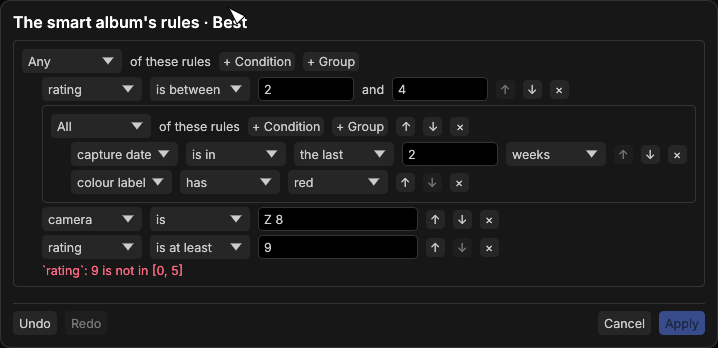 The smart album's rules · Best
Any of these rules + Condition + Group
rating is between 2 and 4 ↑ ↓ ×
All of these rules + Condition + Group ↑ ↓ ×
capture date is in the last 2 weeks ↑ ↓ ×
colour label has red ↑ ↓ ×
camera is Z 8 ↑ ↓ ×
rating is at least 9 ↑ ↓ ×
`rating`: 9 is not in [0, 5]
Undo Redo Cancel Apply